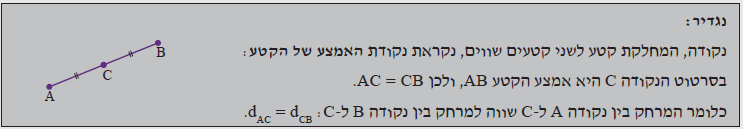 נגדיר:
נקודה, המחלקת קטע לשני קטעים שווים, נקראת נקודת האמצע של הקטע:
בסרטוט הנקודה C היא אמצע הקטע AB, ולכן AC = CB.
כלומר המרחק בין נקודה A ל-C שווה למרחק בין נקודה B ל-C: d_AC = d_CB.
B
C
A